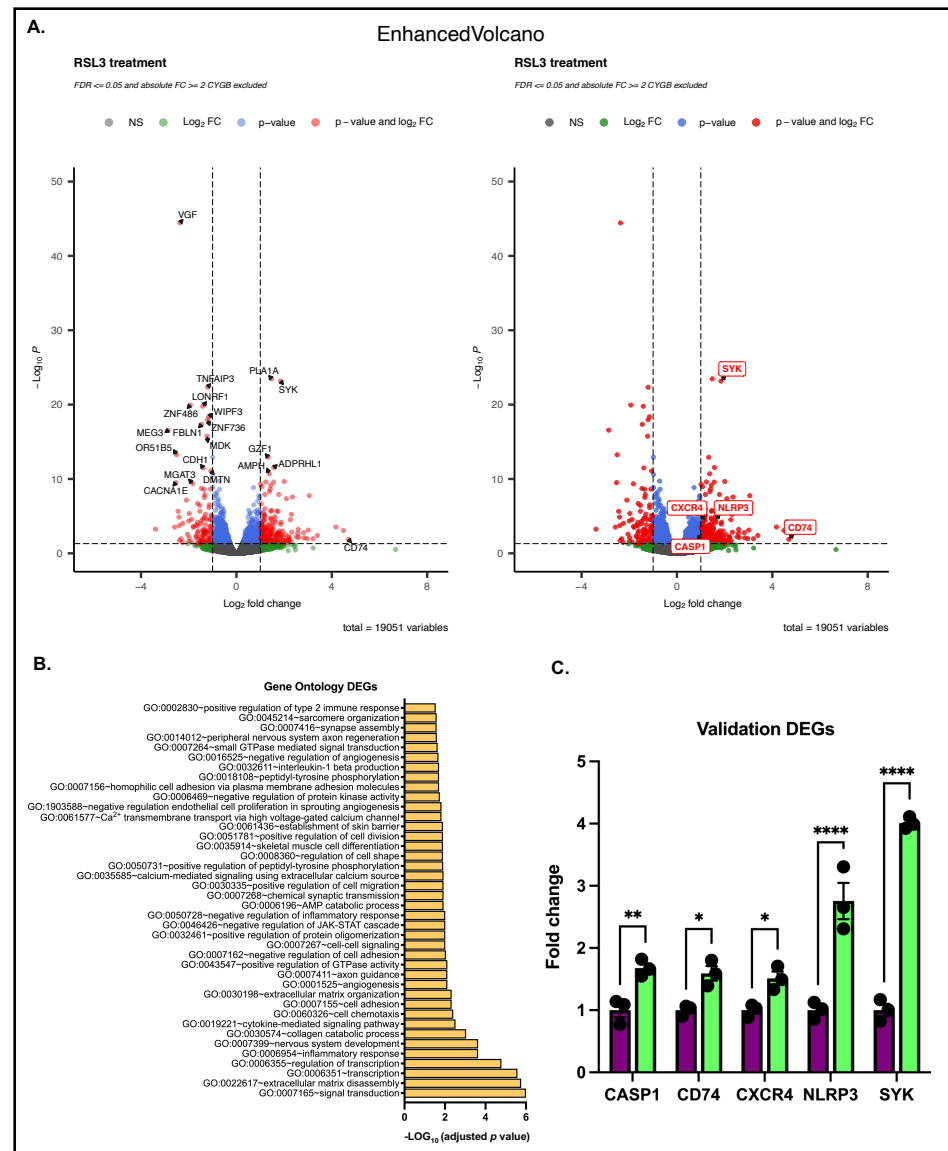 A.
EnhancedVolcano
RSL3 treatment
FDR <= 0.05 and absolute FC >= 2 CYGB excluded
NS
Log₂ FC
p−value
p − value and log₂ FC
50
40
30
20
10
0
− Log₁₀ P
VGF
PLA1A
SYK
TNFAIP3
LONRF1
ZNF486
WIPF3
ZNF736
MEG3
FBLN1
MDK
OR51B5
GZF1
CDH1
AMPH
ADPRHL1
MGAT3
DMTN
CACNA1E
CD74
−4
0
4
8
Log₂ fold change
total = 19051 variables
RSL3 treatment
FDR <= 0.05 and absolute FC >= 2 CYGB excluded
NS
Log₂ FC
p−value
p − value and log₂ FC
50
40
30
20
10
0
− Log₁₀ P
SYK
CXCR4
NLRP3
CD74
CASP1
−4
0
4
8
Log₂ fold change
total = 19051 variables
B.
Gene Ontology DEGs
GO:0002830~positive regulation of type 2 immune response
GO:0045214~sarcomere organization
GO:0007416~synapse assembly
GO:0014012~peripheral nervous system axon regeneration
GO:0007264~small GTPase mediated signal transduction
GO:0016525~negative regulation of angiogenesis
GO:0032611~interleukin-1 beta production
GO:0018108~peptidyl-tyrosine phosphorylation
GO:0007156~homophilic cell adhesion via plasma membrane adhesion molecules
GO:0006469~negative regulation of protein kinase activity
GO:1903588~negative regulation endothelial cell proliferation in sprouting angiogenesis
GO:0061577~Ca²⁺ transmembrane transport via high voltage-gated calcium channel
GO:0061436~establishment of skin barrier
GO:0051781~positive regulation of cell division
GO:0035914~skeletal muscle cell differentiation
GO:0008360~regulation of cell shape
GO:0050731~positive regulation of peptidyl-tyrosine phosphorylation
GO:0035585~calcium-mediated signaling using extracellular calcium source
GO:0030335~positive regulation of cell migration
GO:0007268~chemical synaptic transmission
GO:0006196~AMP catabolic process
GO:0050728~negative regulation of inflammatory response
GO:0046426~negative regulation of JAK-STAT cascade
GO:0032461~positive regulation of protein oligomerization
GO:0007267~cell-cell signaling
GO:0007162~negative regulation of cell adhesion
GO:0043547~positive regulation of GTPase activity
GO:0007411~axon guidance
GO:0001525~angiogenesis
GO:0030198~extracellular matrix organization
GO:0007155~cell adhesion
GO:0060326~cell chemotaxis
GO:0019221~cytokine-mediated signaling pathway
GO:0030574~collagen catabolic process
GO:0007399~nervous system development
GO:0006954~inflammatory response
GO:0006355~regulation of transcription
GO:0006351~transcription
GO:0022617~extracellular matrix disassembly
GO:0007165~signal transduction
0
2
4
6
-LOG₁₀ (adjusted p value)
C.
Validation DEGs
Fold change
5
4
3
2
1
0
**
*
*
****
****
CASP1
CD74
CXCR4
NLRP3
SYK